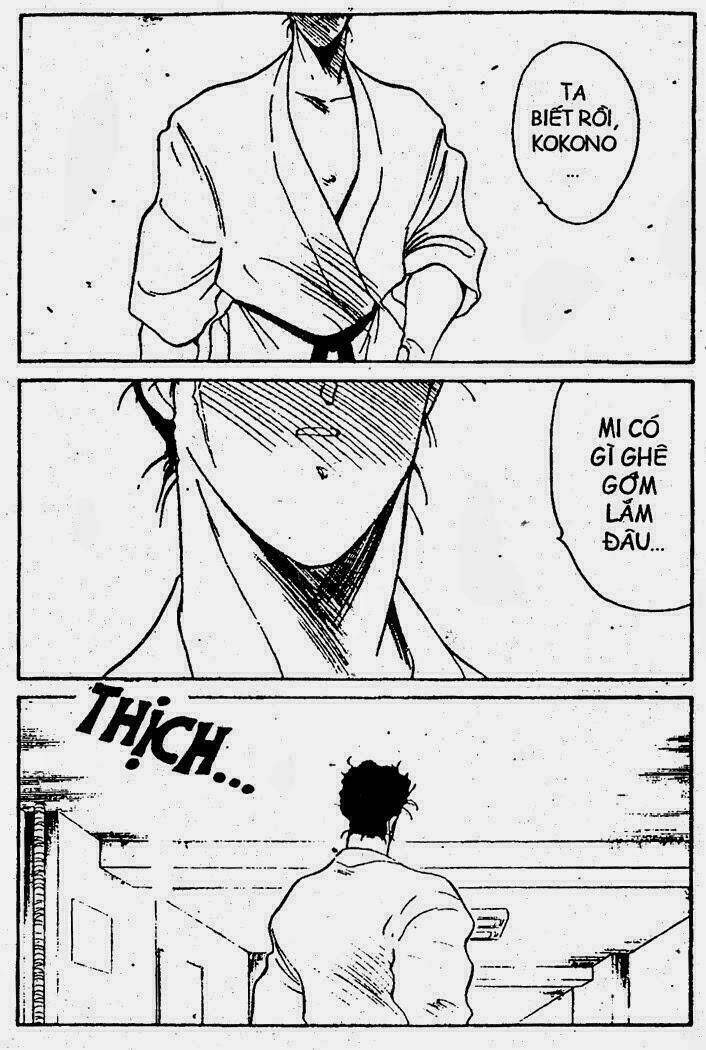 TA
BIẾT RỒI,
KOKONO
...
MI CÓ
GÌ GHÊ
GỚM
LẮM
ĐÂU...
THỊCH...